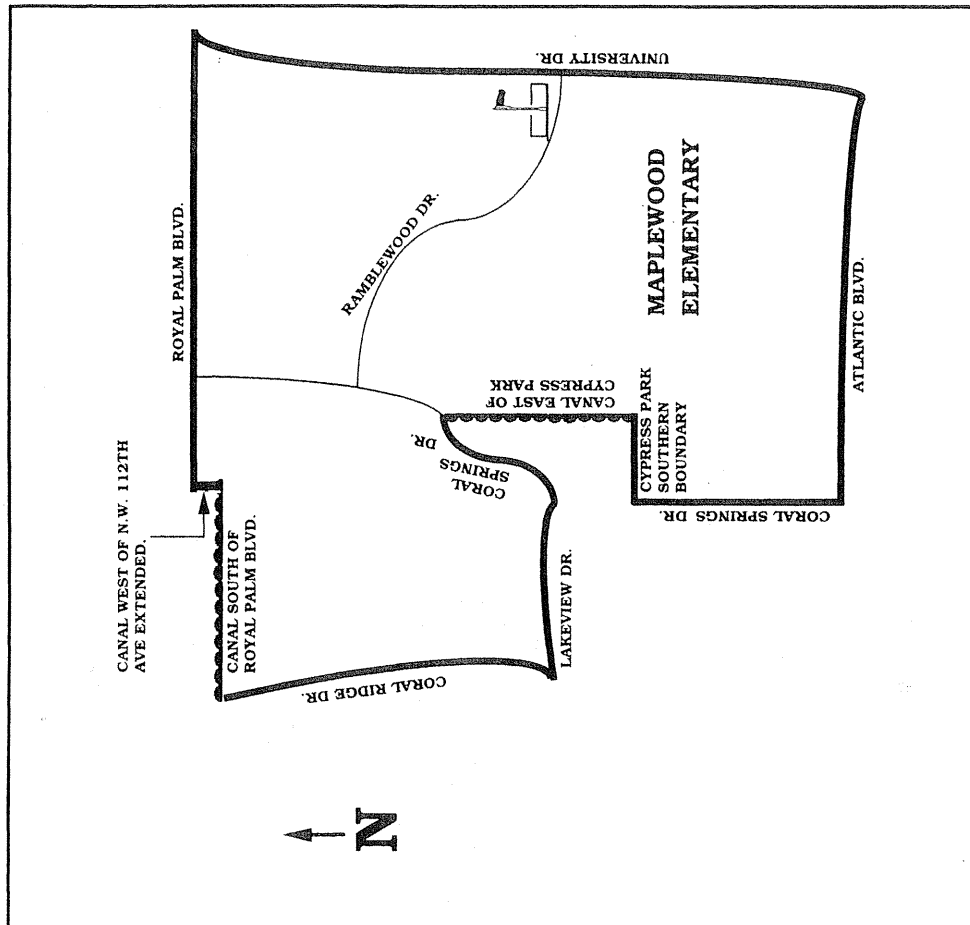 UNIVERSITY DR.
ROYAL PALM BLVD.
RAMBLEWOOD DR.
MAPLEWOOD
ELEMENTARY
CANAL WEST OF N.W. 112TH
AVE EXTENDED.
CANAL SOUTH OF
ROYAL PALM BLVD.
CORAL
SPRINGS
DR.
CANAL EAST OF
CYPRESS PARK
CYPRESS PARK
SOUTHERN
BOUNDARY
ATLANTIC BLVD.
CORAL SPRINGS DR.
LAKEVIEW DR.
CORAL RIDGE DR.
N